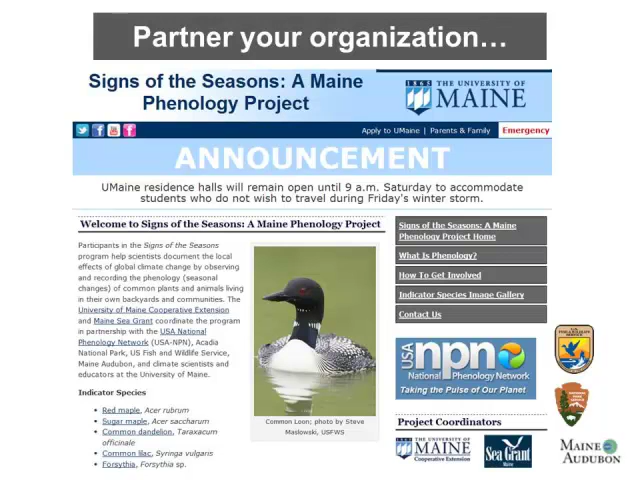 Partner your organization…
Signs of the Seasons: A Maine
Phenology Project
1865 THE UNIVERSITY OF
MAINE
Apply to UMaine | Parents & Family
Emergency
ANNOUNCEMENT
UMaine residence halls will remain open until 9 a.m. Saturday to accommodate
students who do not wish to travel during Friday's winter storm.
Welcome to Signs of the Seasons: A Maine Phenology Project
Participants in the Signs of the Seasons
program help scientists document the local
effects of global climate change by observing
and recording the phenology (seasonal
changes) of common plants and animals living
in their own backyards and communities. The
University of Maine Cooperative Extension
and Maine Sea Grant coordinate the program
in partnership with the USA National
Phenology Network (USA-NPN), Acadia
National Park, US Fish and Wildlife Service,
Maine Audubon, and climate scientists and
educators at the University of Maine.
Indicator Species
• Red maple, Acer rubrum
• Sugar maple, Acer saccharum
• Common dandelion, Taraxacum
officinale
• Common lilac, Syringa vulgaris
• Forsythia, Forsythia sp.
Common Loon; photo by Steve
Maslowski, USFWS
Signs of the Seasons: A Maine
Phenology Project Home
What Is Phenology?
How To Get Involved
Indicator Species Image Gallery
Contact Us
USA npn
National Phenology Network
Taking the Pulse of Our Planet
Project Coordinators
THE UNIVERSITY OF
MAINE
Cooperative Extension
Sea Grant
Maine
MAINE
AUDUBON